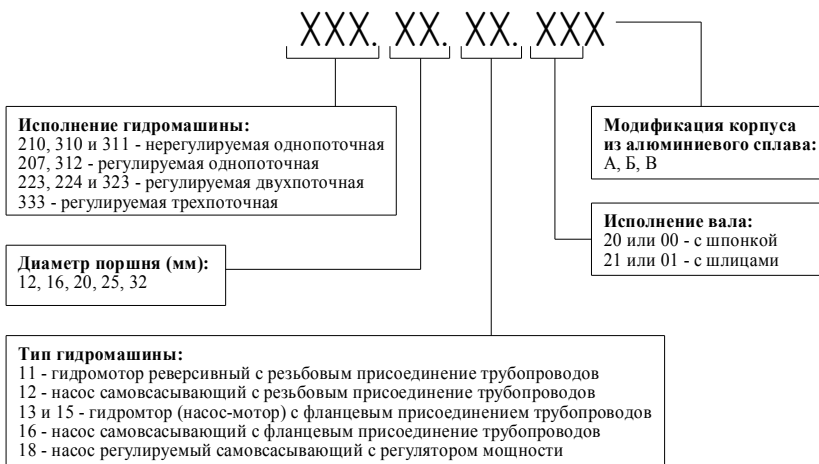 XXX. XX. XX. XXX
Исполнение гидромашины:
210, 310 и 311 - нерегулируемая однопоточная
207, 312 - регулируемая однопоточная
223, 224 и 323 - регулируемая двухпоточная
333 - регулируемая трехпоточная
Модификация корпуса
из алюминиевого сплава:
А, Б, В
Исполнение вала:
20 или 00 - с шпонкой
21 или 01 - с шлицами
Диаметр поршня (мм):
12, 16, 20, 25, 32
Тип гидромашины:
11 - гидромотор реверсивный с резьбовым присоединение трубопроводов
12 - насос самовсасывающий с резьбовым присоединение трубопроводов
13 и 15 - гидромтор (насос-мотор) с фланцевым присоединением трубопроводов
16 - насос самовсасывающий с фланцевым присоединение трубопроводов
18 - насос регулируемый самовсасывающий с регулятором мощности